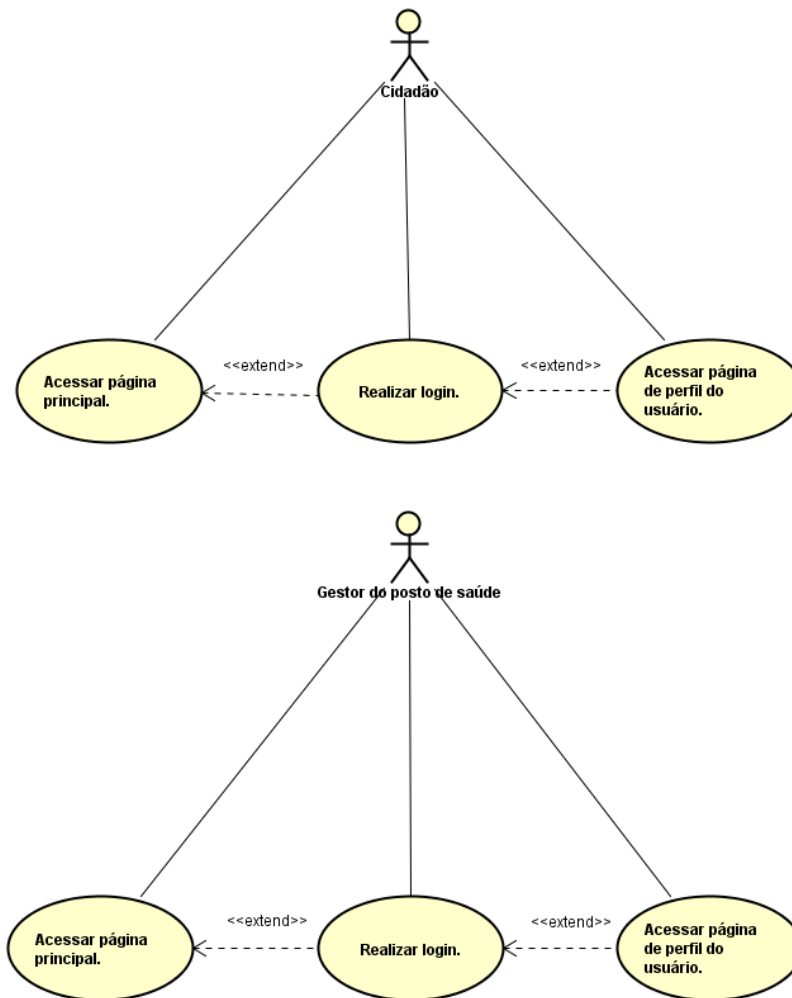 Cidadão
<<extend>>
<<extend>>
Acessar página
principal.
Realizar login.
Acessar página
de perfil do
usuário.
Gestor do posto de saúde
<<extend>>
<<extend>>
Acessar página
principal.
Realizar login.
Acessar página
de perfil do
usuário.